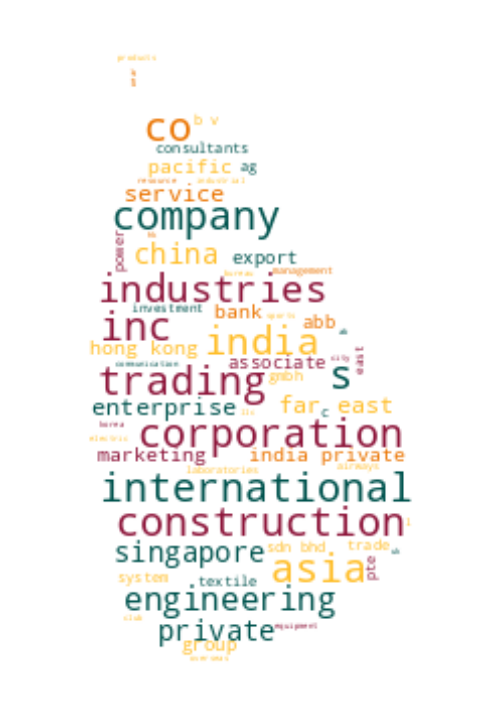 products
co b v
consultants
pacific ag
resource industrial
service
company
power
china export
bureau management
industries
investment bank sports
inc abb
hong kong india
associate city east
communication
trading gmbh s
enterprise llc far east c
korea
electric corporation
marketing india private
laboratories airways
international
construction l
singapore sdn bhd trade
asia pte
system textile
engineering
club
private equipment
group
overseas